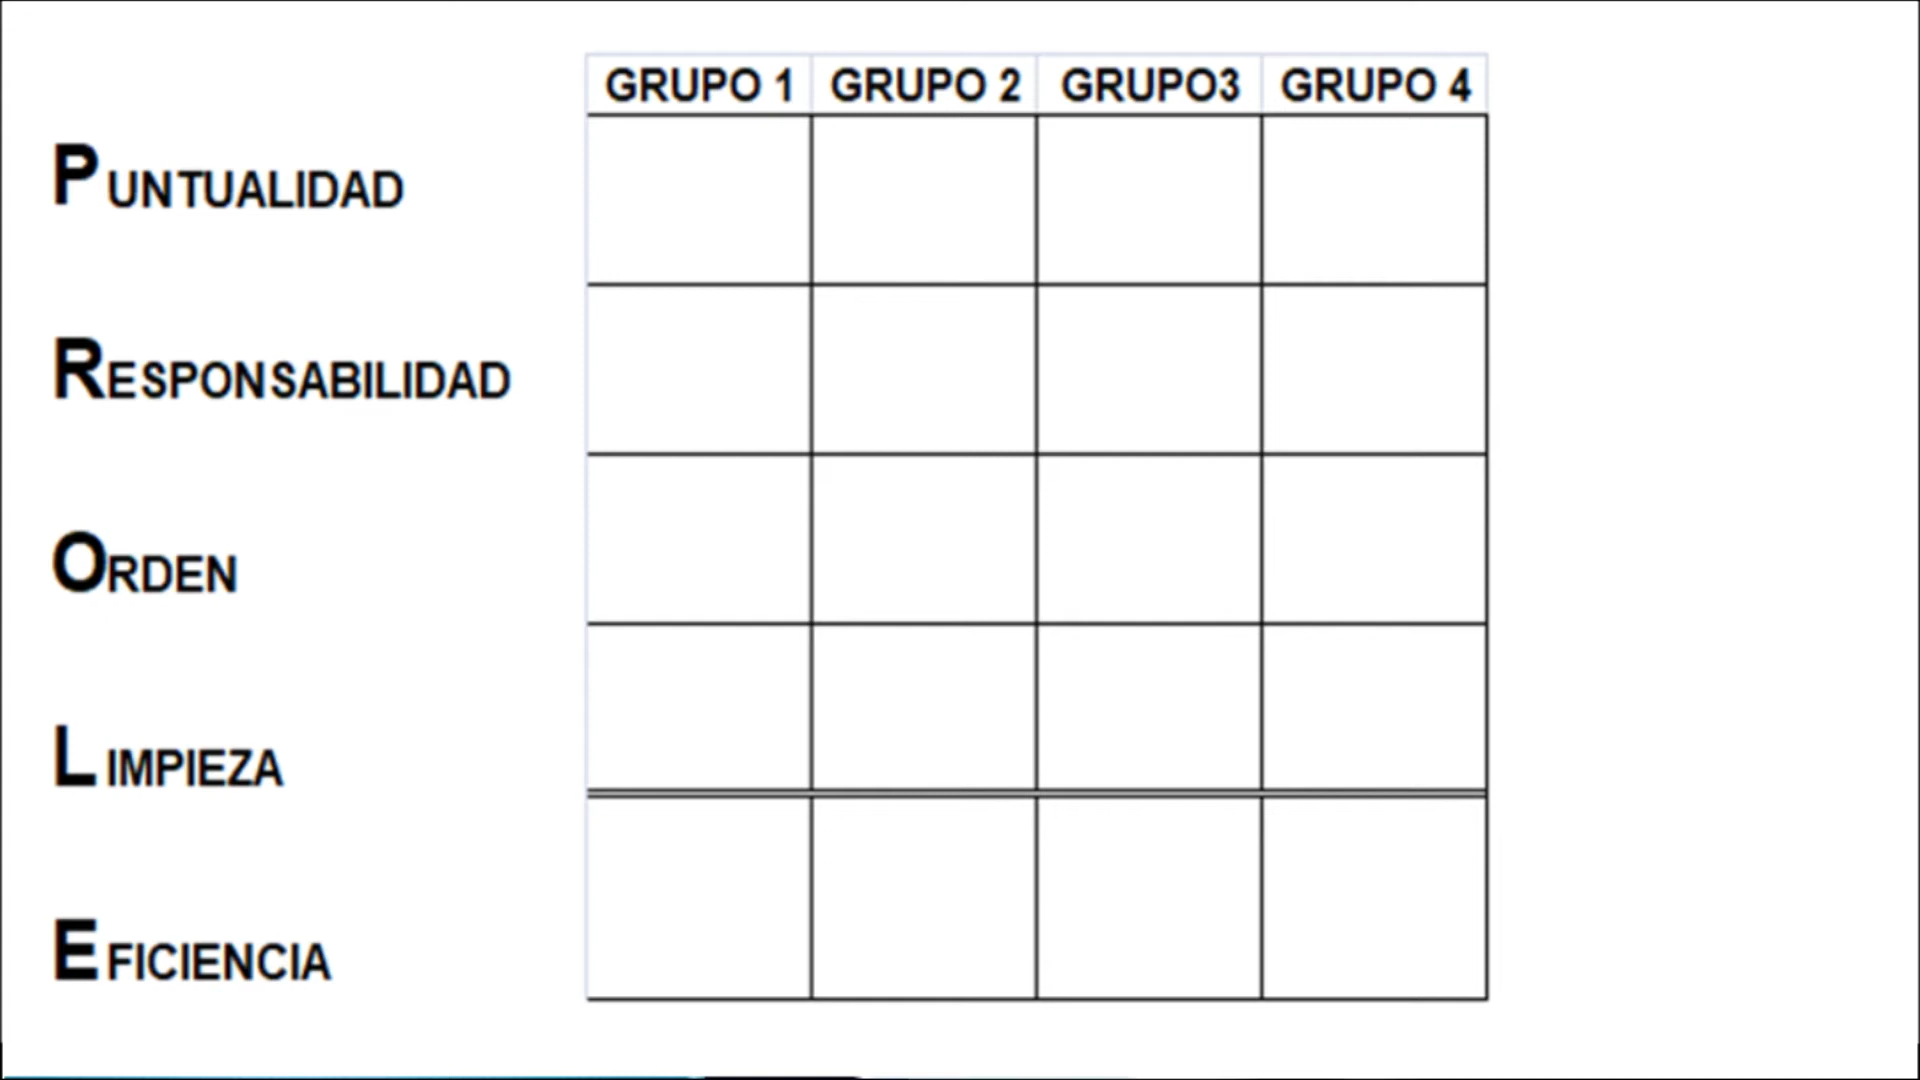 GRUPO 1 GRUPO 2 GRUPO3 GRUPO 4
PUNTUALIDAD
RESPONSABILIDAD
ORDEN
LIMPIEZA
EFICIENCIA